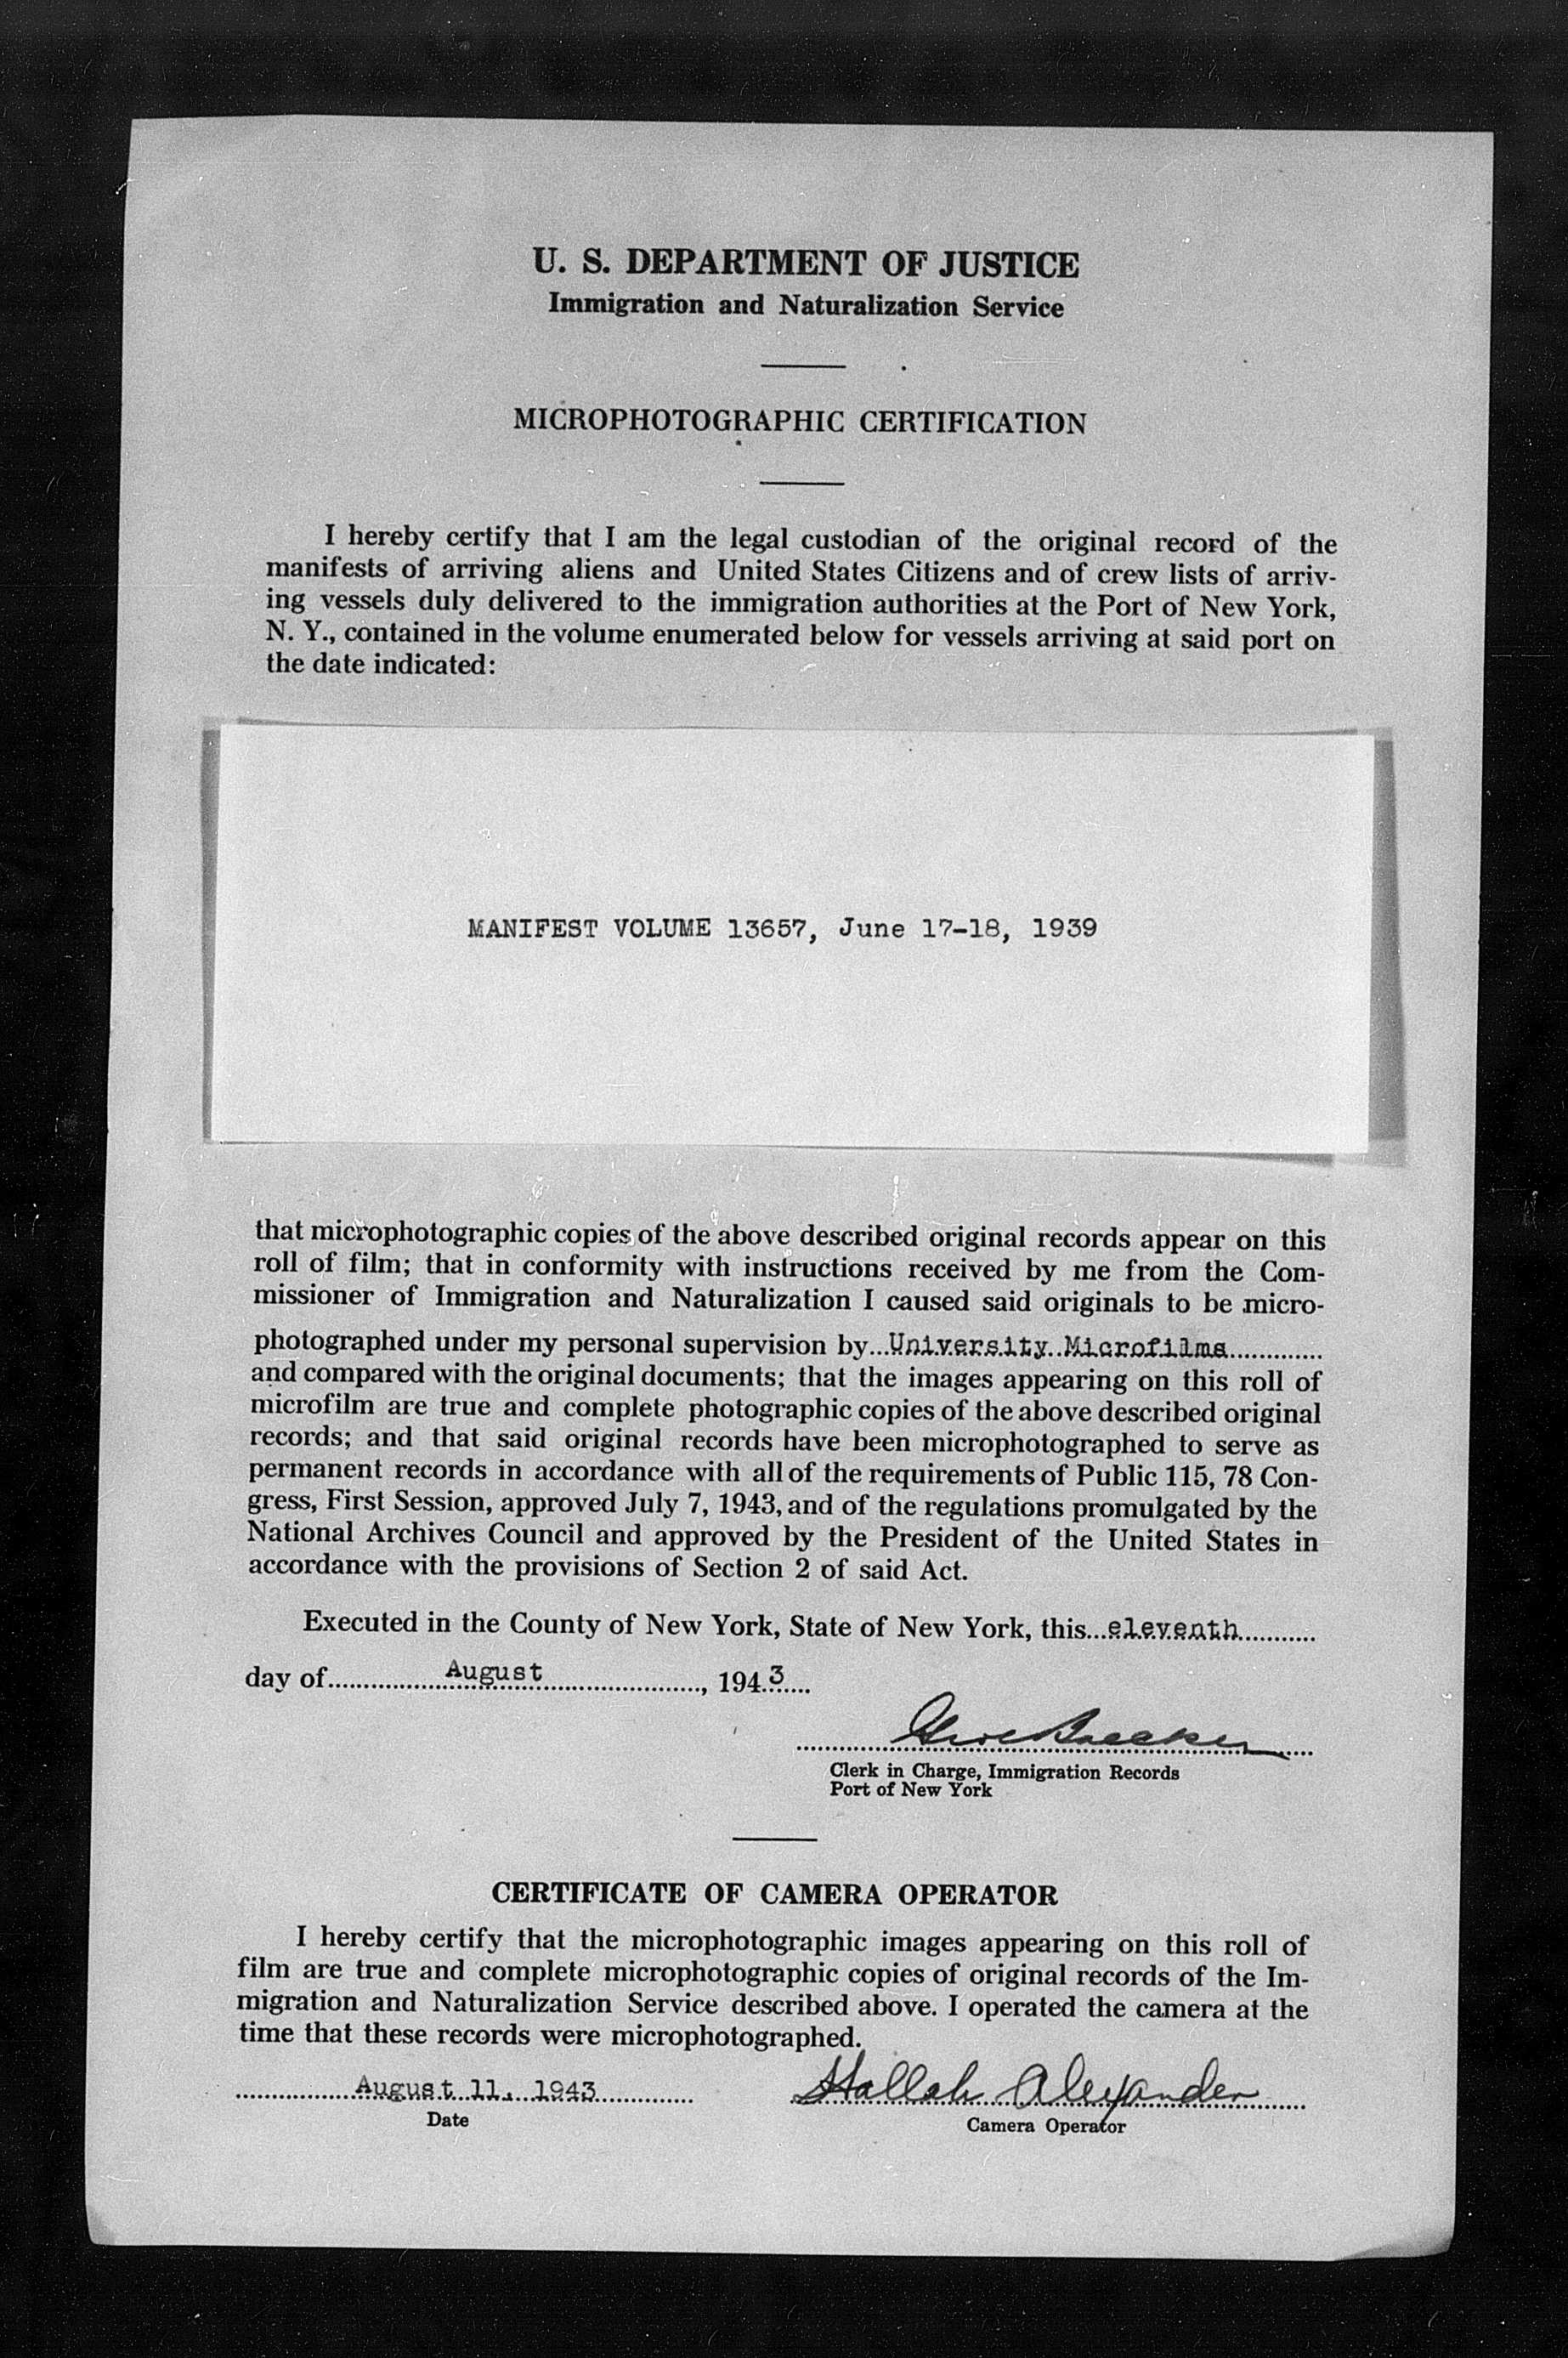 U. S. DEPARTMENT OF JUSTICE
Immigration and Naturalization Service
MICROPHOTOGRAPHIC CERTIFICATION
I hereby certify that I am the legal custodian of the original record of the
manifests of arriving aliens and United States Citizens and of crew lists of arriv-
ing vessels duly delivered to the immigration authorities at the Port of New York,
N. Y., contained in the volume enumerated below for vessels arriving at said port on
the date indicated:
MANIFEST VOLUME 13657, June 17-18, 1939
that microphotographic copies of the above described original records appear on this
roll of film; that in conformity with instructions received by me from the Com-
missioner of Immigration and Naturalization I caused said originals to be micro-
photographed under my personal supervision by...University Microfilms............
and compared with the original documents; that the images appearing on this roll of
microfilm are true and complete photographic copies of the above described original
records; and that said original records have been microphotographed to serve as
permanent records in accordance with all of the requirements of Public 115, 78 Con-
gress, First Session, approved July 7, 1943, and of the regulations promulgated by the
National Archives Council and approved by the President of the United States in
accordance with the provisions of Section 2 of said Act.
Executed in the County of New York, State of New York, this...eleventh...........
day of August, 1943
Clerk in Charge, Immigration Records
Port of New York
CERTIFICATE OF CAMERA OPERATOR
I hereby certify that the microphotographic images appearing on this roll of
film are true and complete microphotographic copies of original records of the Im-
migration and Naturalization Service described above. I operated the camera at the
time that these records were microphotographed.
August 11, 1943 Hallah Alexander
Date
Camera Operator